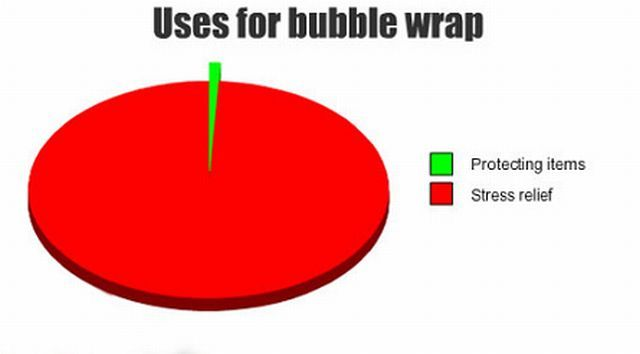 Uses for bubble wrap
Protecting items
Stress relief